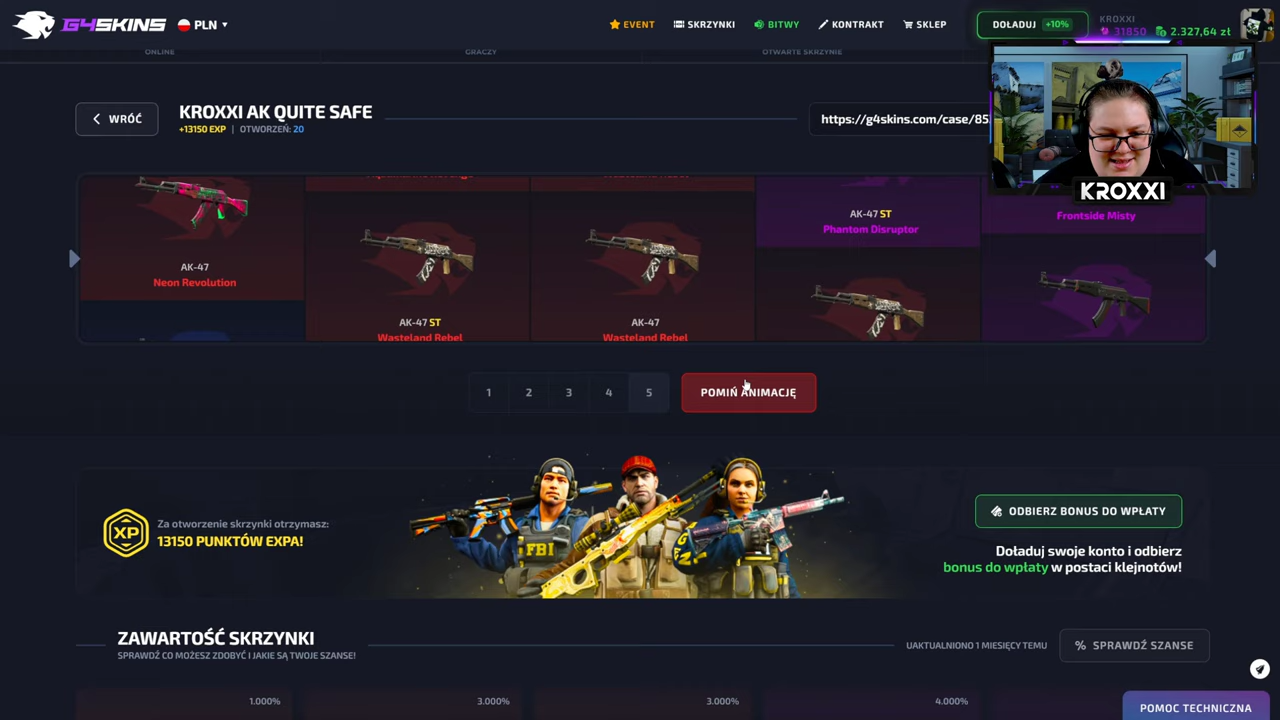 G4SKINS PLN EVENT SKRZYNKI BITWY KONTRAKT SKLEP DOŁADUJ +10% KROXXI
31850 2.327,64 zł
ONLINE GRACZY OTWARTE SKRZYNIE
WRÓĆ
KROXXI AK QUITE SAFE
+13150 EXP | OTWORZEŃ: 20
https://g4skins.com/case/85
KROXXI
Wasteland Rebel
AK-47 ST
Phantom Disruptor
Frontside Misty
AK-47
Neon Revolution
AK-47 ST
Wasteland Rebel
AK-47
Wasteland Rebel
1 2 3 4 5
POMIŃ ANIMACJĘ
XP
Za otworzenie skrzynki otrzymasz:
13150 PUNKTÓW EXPA!
FBI
ODBIERZ BONUS DO WPŁATY
Doładuj swoje konto i odbierz
bonus do wpłaty w postaci klejnotów!
ZAWARTOŚĆ SKRZYNKI
SPRAWDŹ CO MOŻESZ ZDOBYĆ I JAKIE SĄ TWOJE SZANSE!
UAKTUALNIONO 1 MIESIĘCY TEMU
% SPRAWDŹ SZANSE
1.000% 3.000% 3.000% 4.000%
POMOC TECHNICZNA